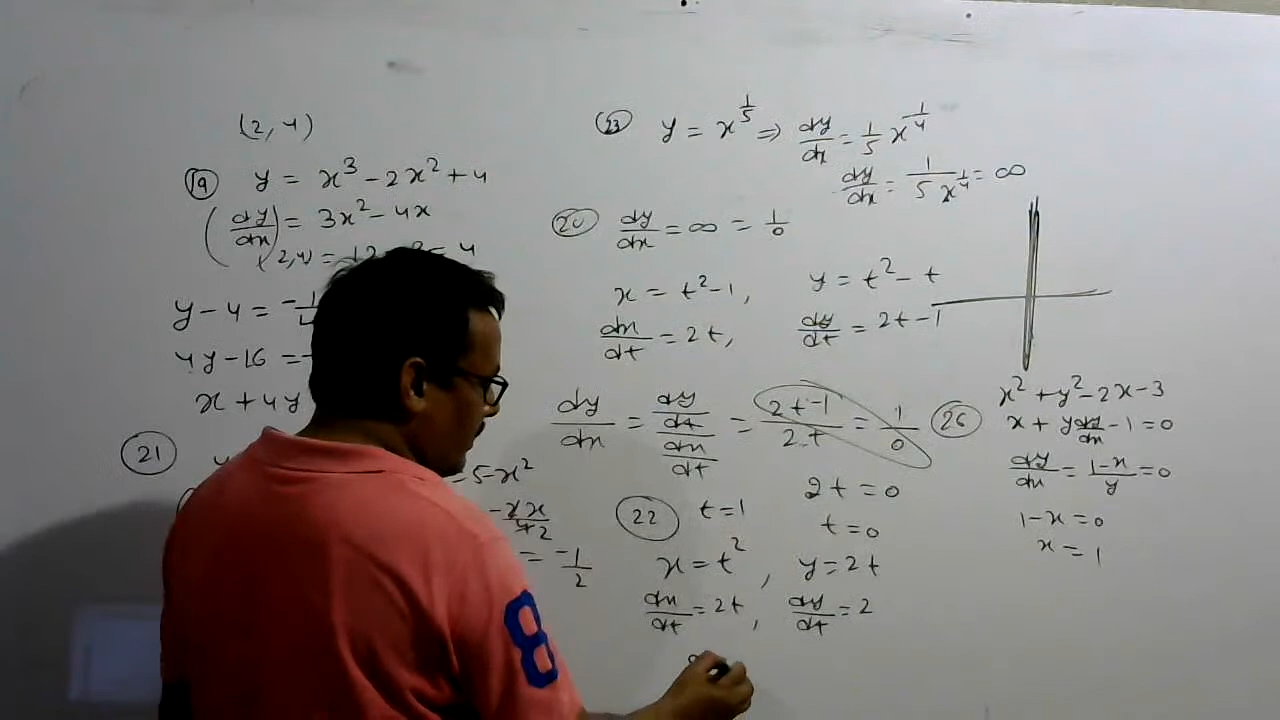 (2, 4)
(19) y = x³ - 2x² + 4
(dy/dx) = 3x² - 4x
(2,4) = 4
y - 4 = -1/4
4y - 16 =
x + 4y
(21)
= 5 - x²
-2x/42
= -1/2
y = x^(1/5) ⇒ dy/dx = 1/5 x^(1/4)
dy/dx = 1/(5x^(1/4)) = ∞
(20) dy/dx = ∞ = 1/0
x = t² - 1, y = t² - t
dx/dt = 2t, dy/dt = 2t - 1
dy/dx = (dy/dt)/(dx/dt) = (2t-1)/2t = 1/0
2t = 0
t = 0
(22) t = 1
x = t², y = 2t
dx/dt = 2t, dy/dt = 2
(26) x² + y² - 2x - 3
x + y dy/dx - 1 = 0
dy/dx = (1-x)/y = 0
1 - x = 0
x = 1
8